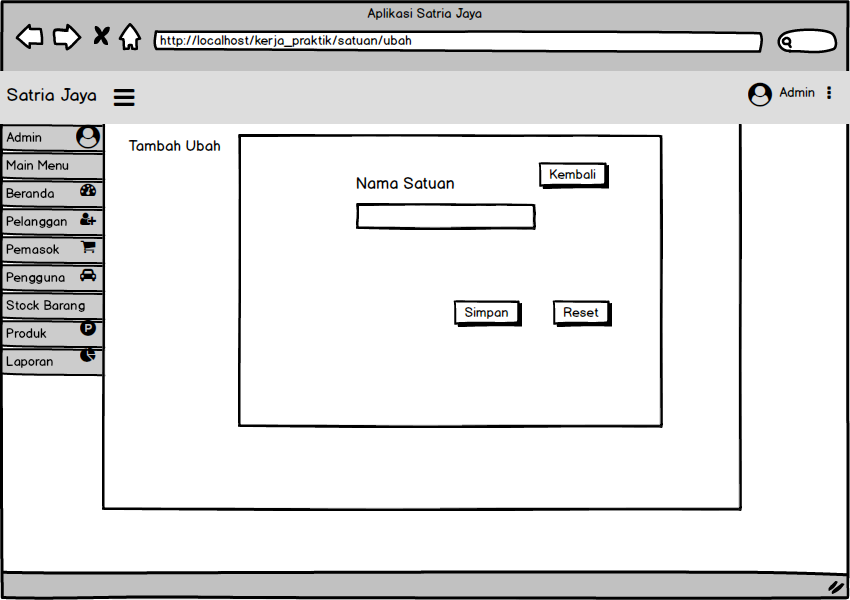 Aplikasi Satria Jaya
http://localhost/kerja_praktik/satuan/ubah
Satria Jaya
Admin
Admin
Main Menu
Beranda
Pelanggan
Pemasok
Pengguna
Stock Barang
Produk
P
Laporan
Tambah Ubah
Kembali
Nama Satuan
Simpan
Reset